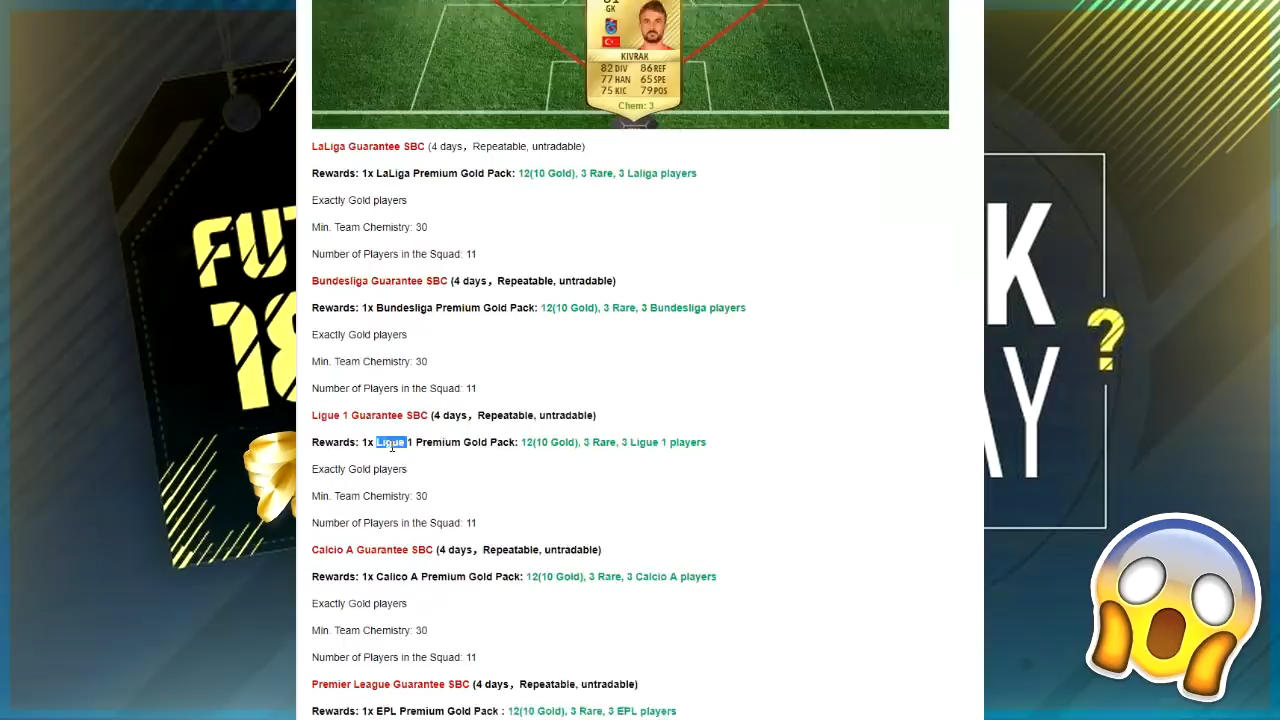 GK
KIVRAK
82 DIV 86 REF
77 HAN 65 SPE
75 KIC 79 POS
Chem: 3
LaLiga Guarantee SBC (4 days，Repeatable, untradable)
Rewards: 1x LaLiga Premium Gold Pack: 12(10 Gold), 3 Rare, 3 Laliga players
Exactly Gold players
Min. Team Chemistry: 30
Number of Players in the Squad: 11
Bundesliga Guarantee SBC (4 days，Repeatable, untradable)
Rewards: 1x Bundesliga Premium Gold Pack: 12(10 Gold), 3 Rare, 3 Bundesliga players
Exactly Gold players
Min. Team Chemistry: 30
Number of Players in the Squad: 11
Ligue 1 Guarantee SBC (4 days，Repeatable, untradable)
Rewards: 1x Ligue 1 Premium Gold Pack: 12(10 Gold), 3 Rare, 3 Ligue 1 players
Exactly Gold players
Min. Team Chemistry: 30
Number of Players in the Squad: 11
Calcio A Guarantee SBC (4 days，Repeatable, untradable)
Rewards: 1x Calico A Premium Gold Pack: 12(10 Gold), 3 Rare, 3 Calcio A players
Exactly Gold players
Min. Team Chemistry: 30
Number of Players in the Squad: 11
Premier League Guarantee SBC (4 days，Repeatable, untradable)
Rewards: 1x EPL Premium Gold Pack : 12(10 Gold), 3 Rare, 3 EPL players
FUT
18
K
AY
?